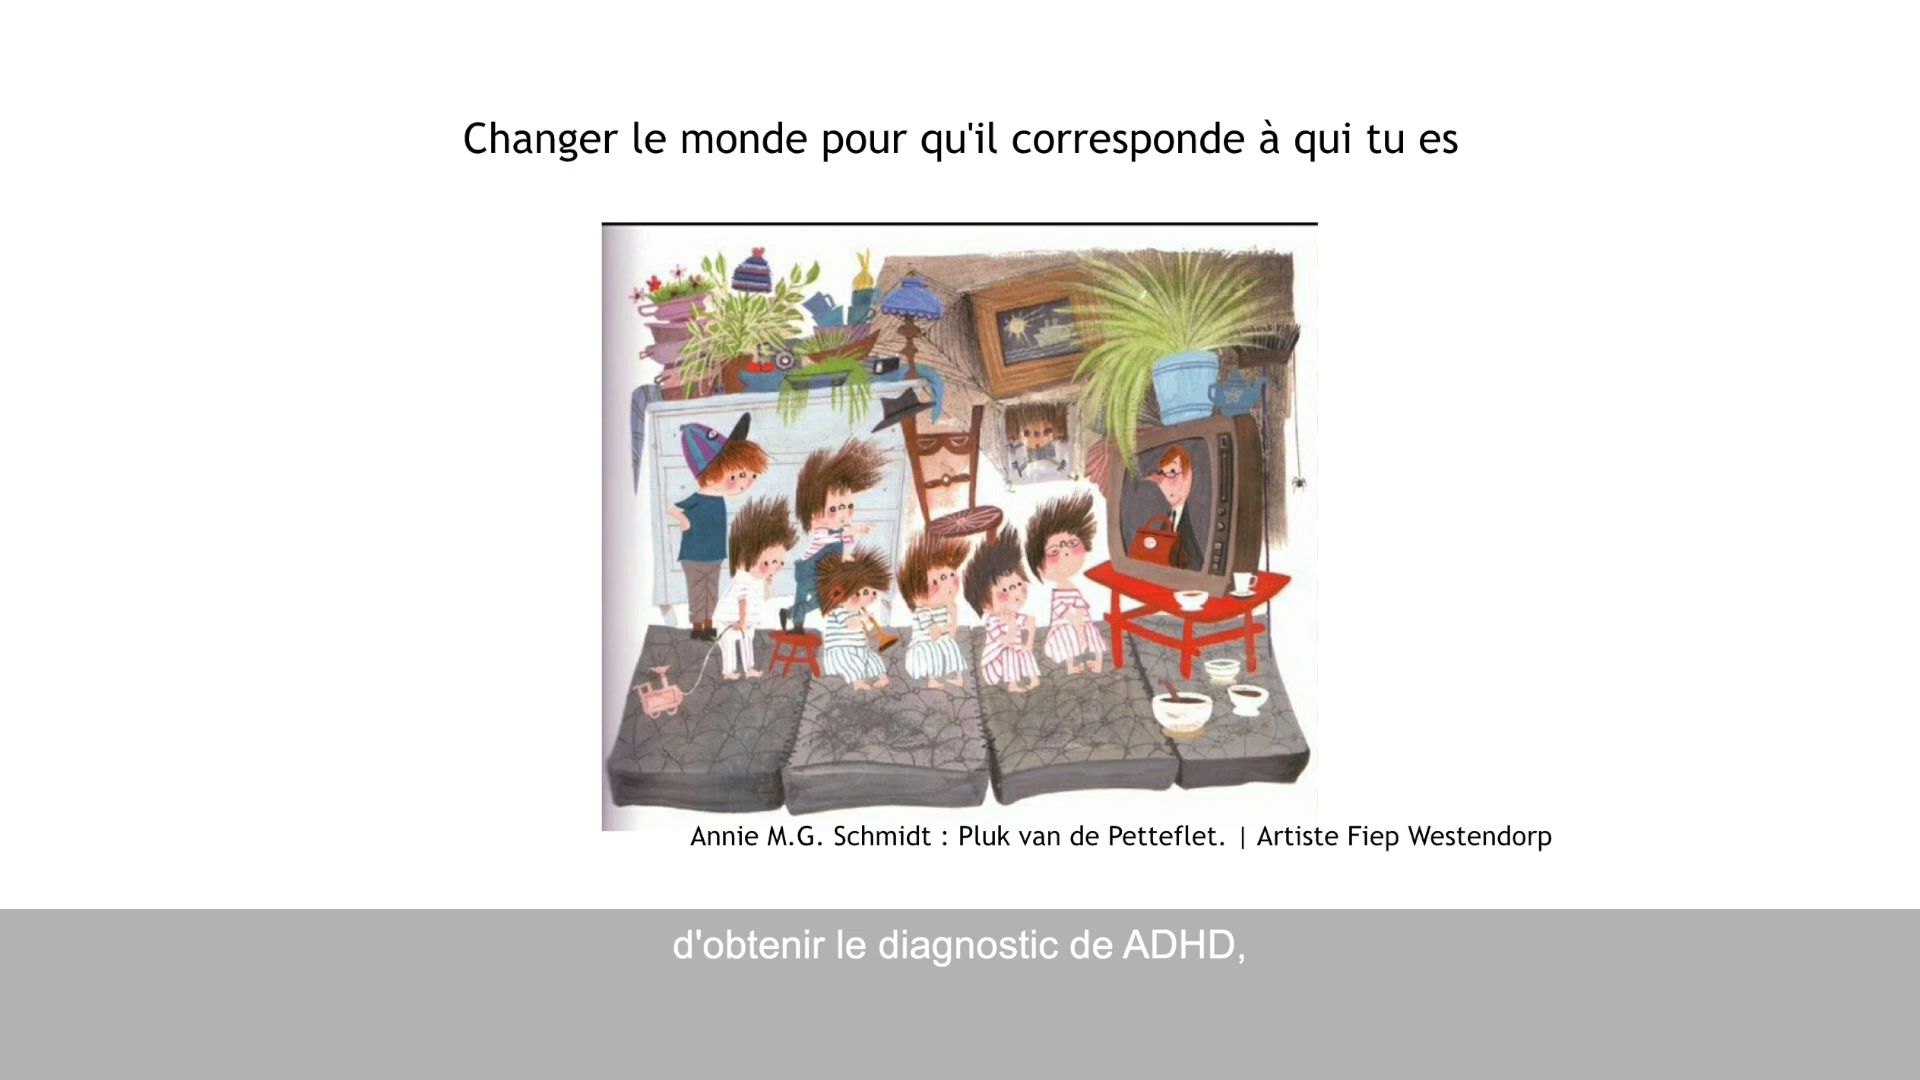 Changer le monde pour qu'il corresponde à qui tu es
Annie M.G. Schmidt : Pluk van de Petteflet. | Artiste Fiep Westendorp
d'obtenir le diagnostic de ADHD,